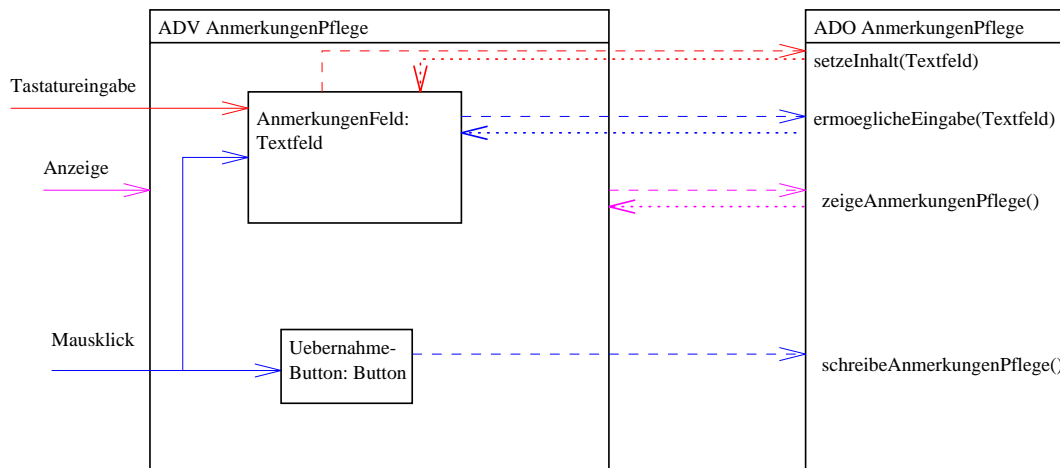 ADV AnmerkungenPflege
ADO AnmerkungenPflege
setzeInhalt(Textfeld)
Tastatureingabe
AnmerkungenFeld:
Textfeld
ermoeglicheEingabe(Textfeld)
Anzeige
zeigeAnmerkungenPflege()
Mausklick
Uebernahme-
Button: Button
schreibeAnmerkungenPflege()